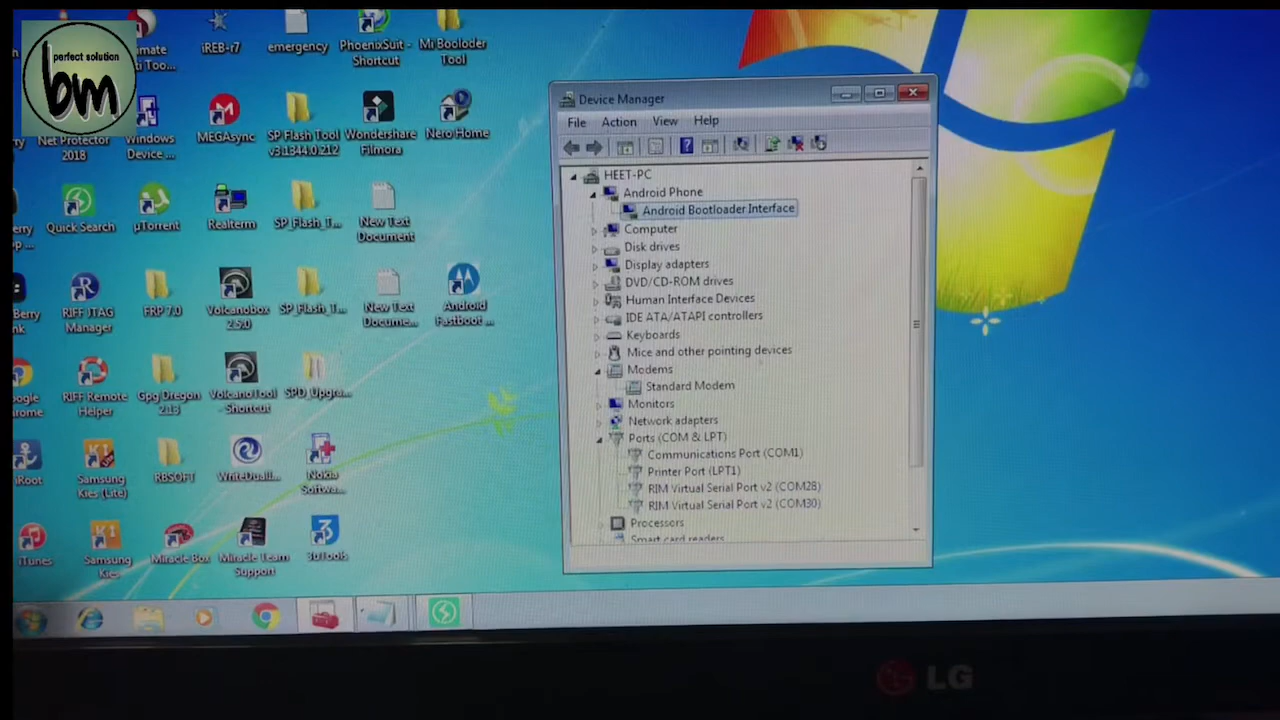 perfect solution
bm
iREB-r7
emergency
PhoenixSuit -
Shortcut
Mi Booloder
Tool
Net Protector
2018
Windows
Device ...
MEGAsync
SP Flash Tool
v3.1344.0.212
Wondershare
Filmora
Nero Home
Quick Search
µTorrent
Realterm
SP_Flash_T...
New Text
Document
RIFF JTAG
Manager
FRP 7.0
Volcanobox
2.5.0
SP_Flash_T...
New Text
Docume...
Android
Fastboot ...
RIFF Remote
Helper
Gpg Dregon
2.13
VolcanoTool
- Shortcut
SPD_Upgra...
iRoot
Samsung
Kies (Lite)
RBSOFT
WriteDualI...
Nokia
Softwa...
iTunes
Samsung
Kies
Miracle Box
Miracle Team
Support
3uTools
Device Manager
File Action View Help
HEET-PC
Android Phone
Android Bootloader Interface
Computer
Disk drives
Display adapters
DVD/CD-ROM drives
Human Interface Devices
IDE ATA/ATAPI controllers
Keyboards
Mice and other pointing devices
Modems
Standard Modem
Monitors
Network adapters
Ports (COM & LPT)
Communications Port (COM1)
Printer Port (LPT1)
RIM Virtual Serial Port v2 (COM28)
RIM Virtual Serial Port v2 (COM30)
Processors
Smart card readers
LG